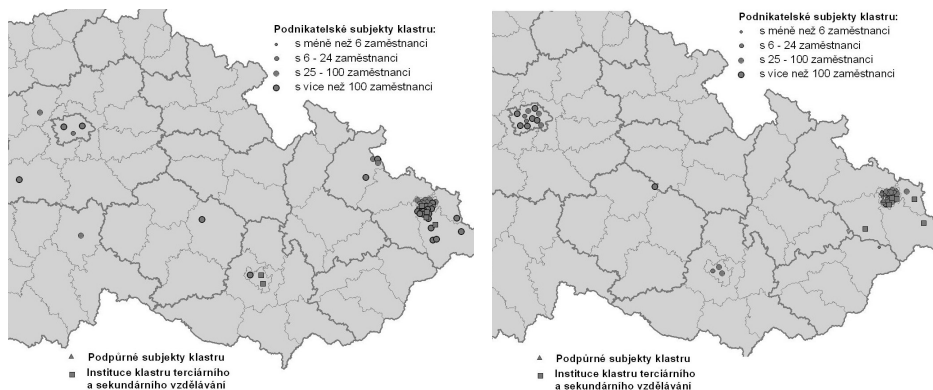 Podnikatelské subjekty klastru:
s méně než 6 zaměstnanci
s 6 - 24 zaměstnanci
s 25 - 100 zaměstnanci
s více než 100 zaměstnanci
Podpůrné subjekty klastru
Instituce klastru terciárního
a sekundárního vzdělávání
Podnikatelské subjekty klastru:
s méně než 6 zaměstnanci
s 6 - 24 zaměstnanci
s 25 - 100 zaměstnanci
s více než 100 zaměstnanci
Podpůrné subjekty klastru
Instituce klastru terciárního
a sekundárního vzdělávání